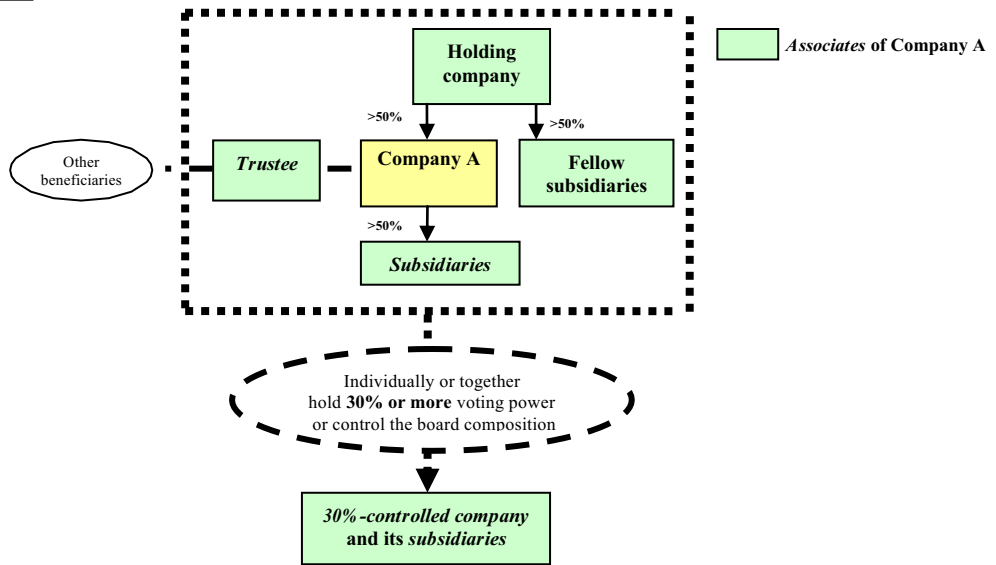 Holding
company
Associates of Company A
>50%
>50%
Other
beneficiaries
Trustee
Company A
Fellow
subsidiaries
>50%
Subsidiaries
Individually or together
hold 30% or more voting power
or control the board composition
30%-controlled company
and its subsidiaries